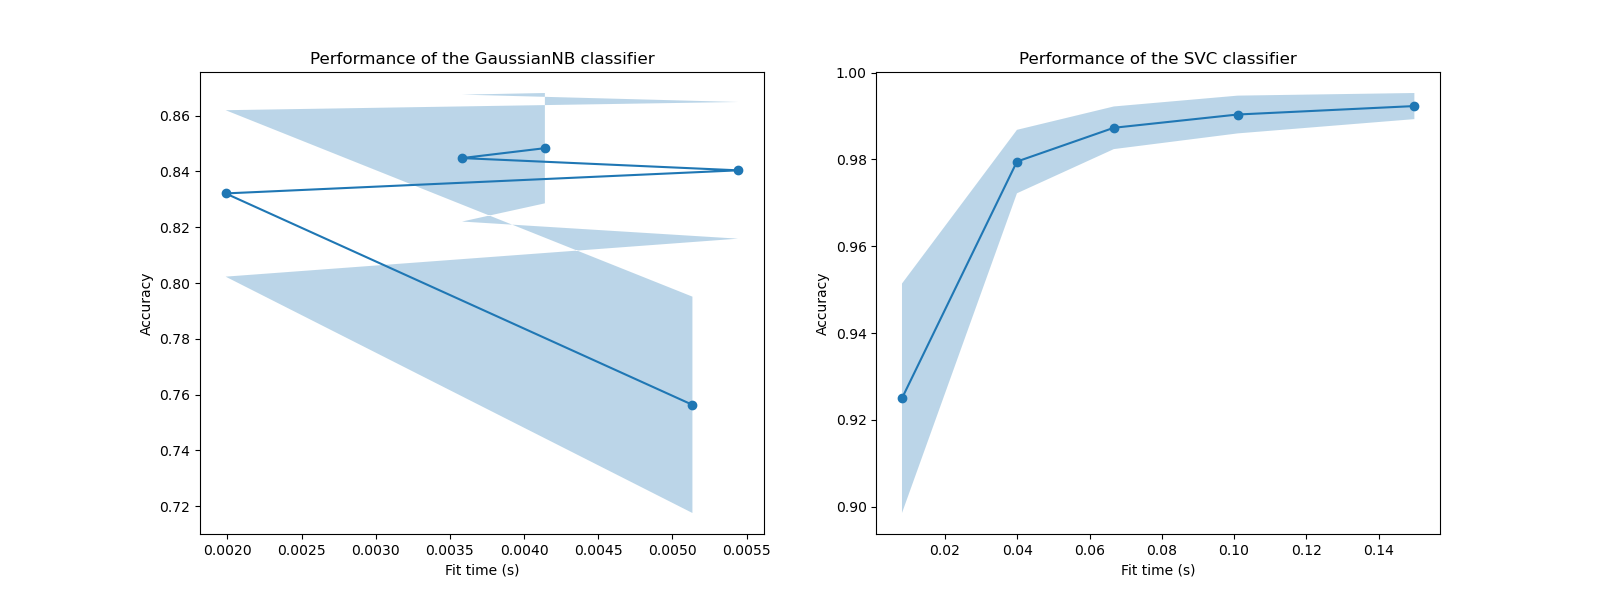 Performance of the GaussianNB classifier
0.86
0.84
0.82
0.80
0.78
0.76
0.74
0.72
Accuracy
0.0020 0.0025 0.0030 0.0035 0.0040 0.0045 0.0050 0.0055
Fit time (s)
Performance of the SVC classifier
1.00
0.98
0.96
0.94
0.92
0.90
Accuracy
0.02 0.04 0.06 0.08 0.10 0.12 0.14
Fit time (s)